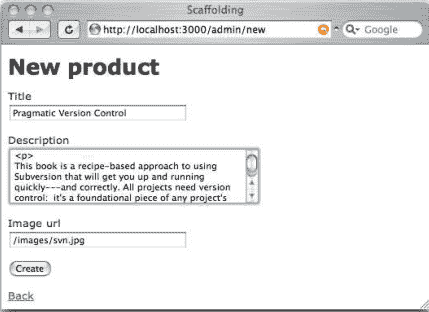 Scaffolding
http://localhost:3000/admin/new
Google
New product
Title
Pragmatic Version Control
Description
<p>
This book is a recipe-based approach to using
Subversion that will get you up and running
quickly---and correctly. All projects need version
control: it's a foundational piece of any project's
Image url
/images/svn.jpg
Create
Back